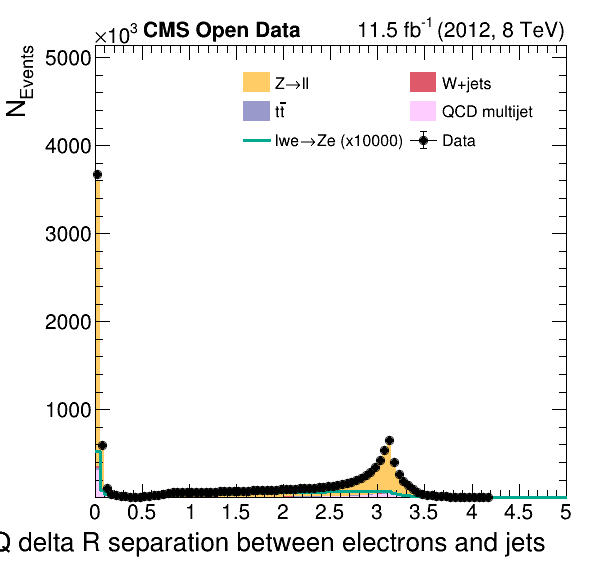 ×10³ CMS Open Data 11.5 fb⁻¹ (2012, 8 TeV)
N_Events
5000
4000
3000
2000
1000
Z→ll W+jets
tt̄ QCD multijet
lwe→Ze (x10000) Data
0 0.5 1 1.5 2 2.5 3 3.5 4 4.5 5
Q delta R separation between electrons and jets